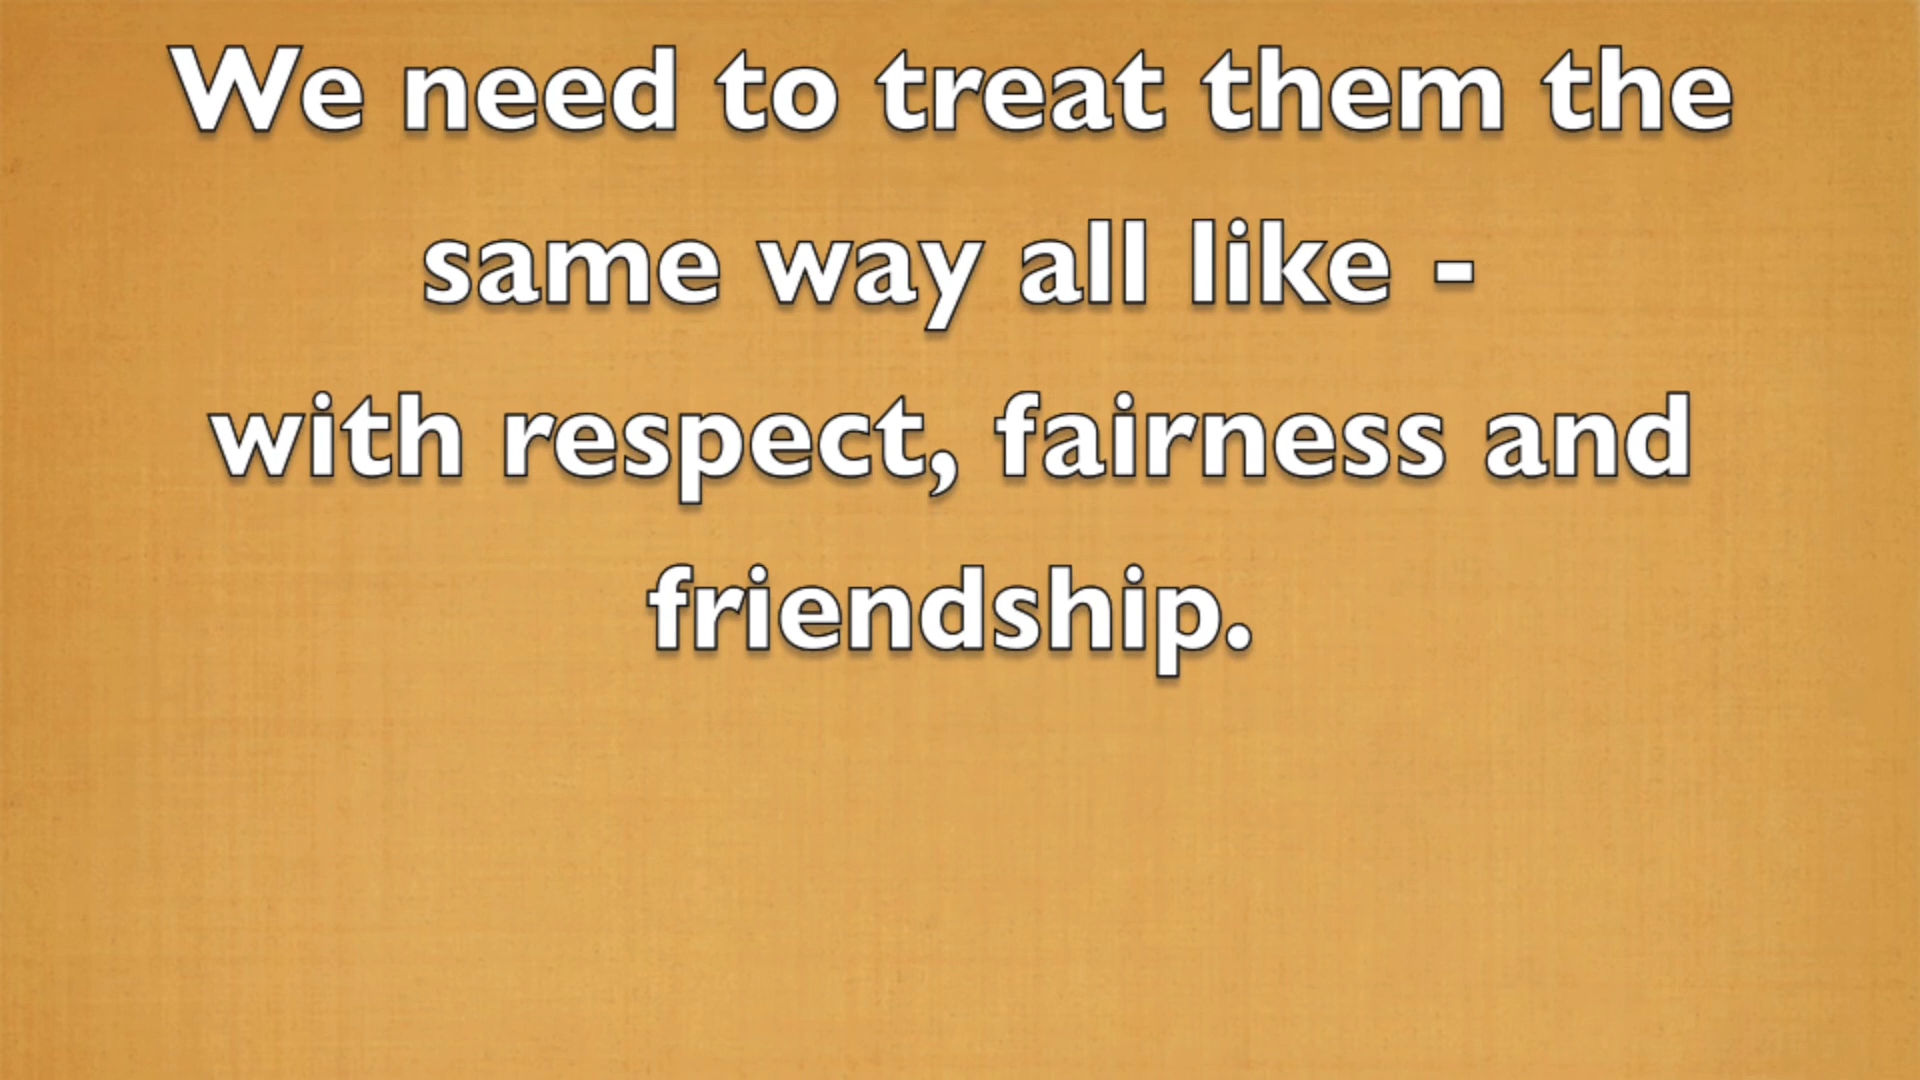 We need to treat them the
same way all like -
with respect, fairness and
friendship.